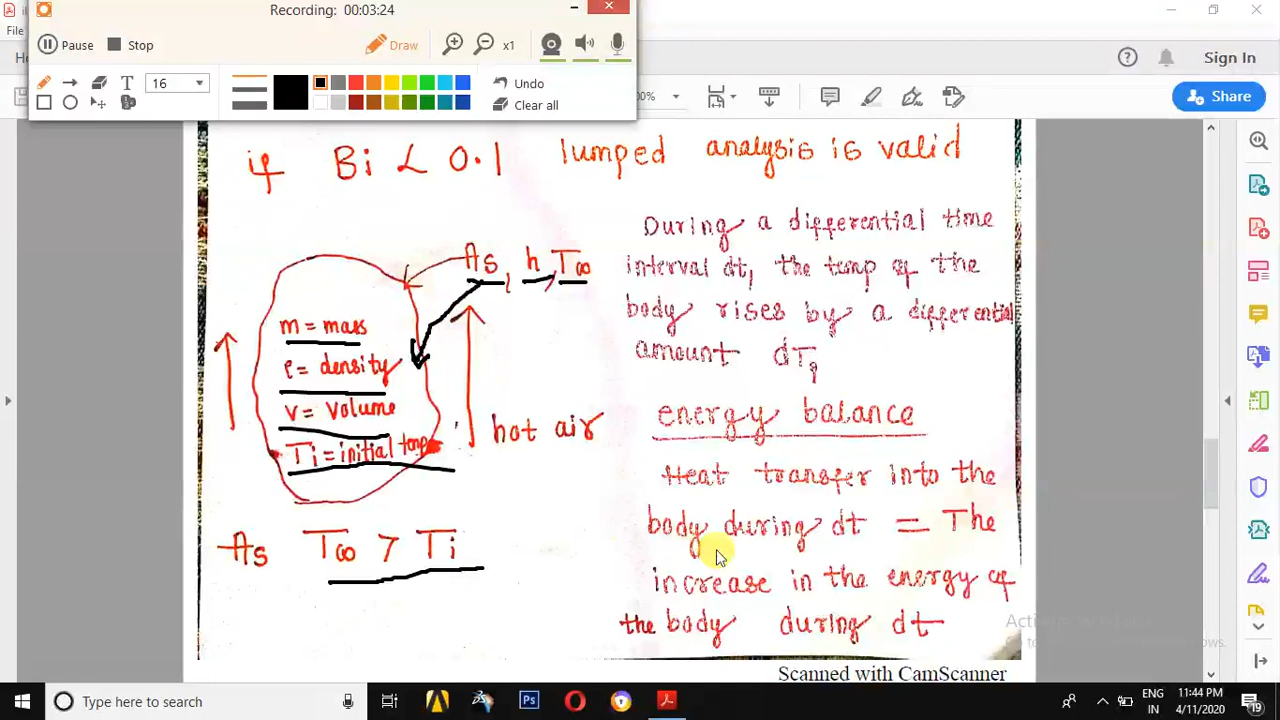 Recording: 00:03:24
Pause
Stop
Draw
x1
T
16
Undo
Clear all
File
Sign In
Share
if Bi < 0.1 lumped analysis is valid
As, h, T∞
m = mass
ρ = density
v = volume
Ti = initial temp
hot air
As T∞ > Ti
During a differential time
interval dt, the temp of the
body rises by a differential
amount dT,
energy balance
Heat transfer into the
body during dt = The
increase in the energy of
the body during dt
Scanned with CamScanner
Type here to search
Ps
ENG
IN
11:44 PM
4/11/2020
19